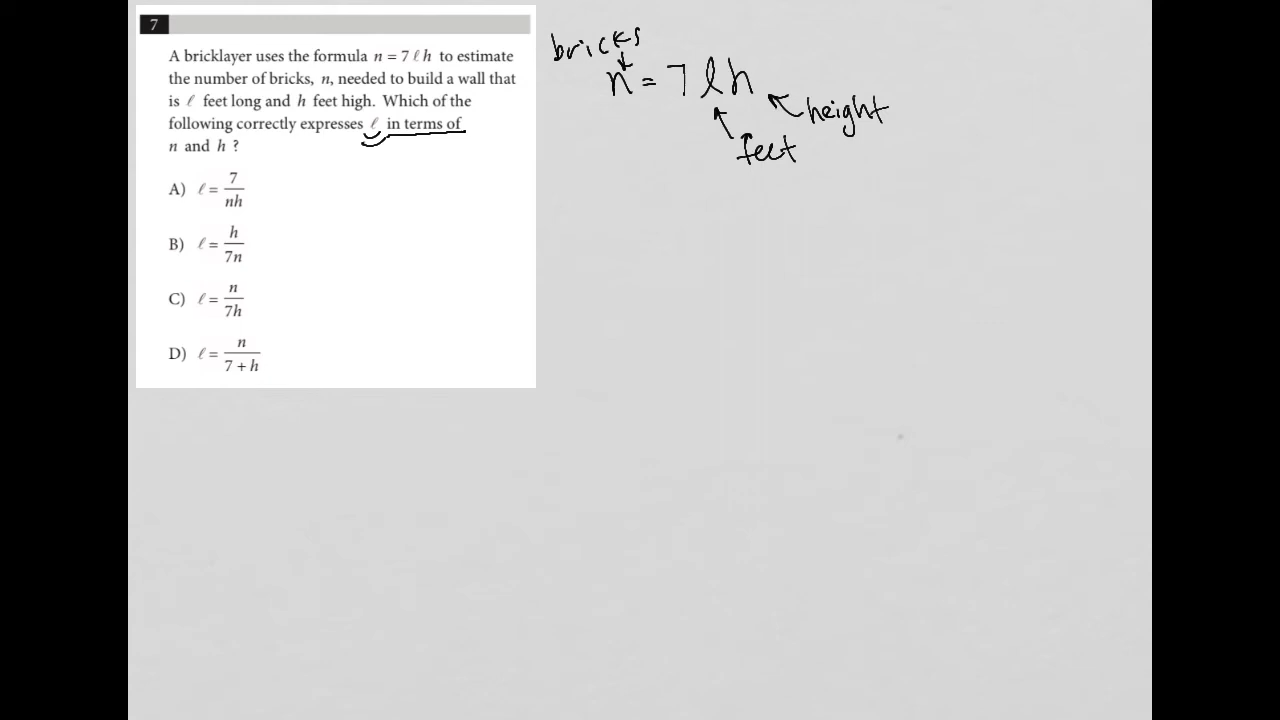 7
A bricklayer uses the formula n = 7 ℓ h to estimate
the number of bricks, n, needed to build a wall that
is ℓ feet long and h feet high. Which of the
following correctly expresses ℓ in terms of
n and h ?
A) ℓ = 7/nh
B) ℓ = h/7n
C) ℓ = n/7h
D) ℓ = n/(7 + h)
bricks
n = 7 ℓ h
height
feet